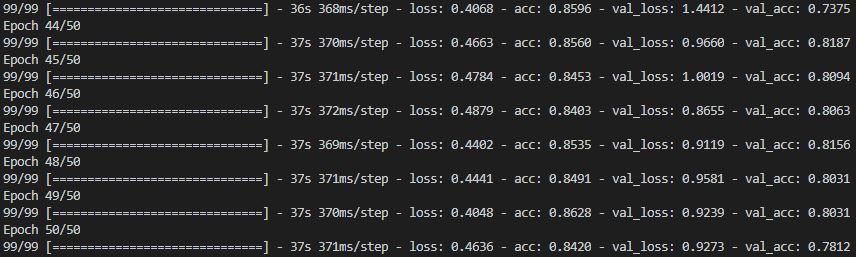 99/99 [==============================] - 36s 368ms/step - loss: 0.4068 - acc: 0.8596 - val_loss: 1.4412 - val_acc: 0.7375
Epoch 44/50
99/99 [==============================] - 37s 370ms/step - loss: 0.4663 - acc: 0.8560 - val_loss: 0.9660 - val_acc: 0.8187
Epoch 45/50
99/99 [==============================] - 37s 371ms/step - loss: 0.4784 - acc: 0.8453 - val_loss: 1.0019 - val_acc: 0.8094
Epoch 46/50
99/99 [==============================] - 37s 372ms/step - loss: 0.4879 - acc: 0.8403 - val_loss: 0.8655 - val_acc: 0.8063
Epoch 47/50
99/99 [==============================] - 37s 369ms/step - loss: 0.4402 - acc: 0.8535 - val_loss: 0.9119 - val_acc: 0.8156
Epoch 48/50
99/99 [==============================] - 37s 371ms/step - loss: 0.4441 - acc: 0.8491 - val_loss: 0.9581 - val_acc: 0.8031
Epoch 49/50
99/99 [==============================] - 37s 370ms/step - loss: 0.4048 - acc: 0.8628 - val_loss: 0.9239 - val_acc: 0.8031
Epoch 50/50
99/99 [==============================] - 37s 371ms/step - loss: 0.4636 - acc: 0.8420 - val_loss: 0.9273 - val_acc: 0.7812